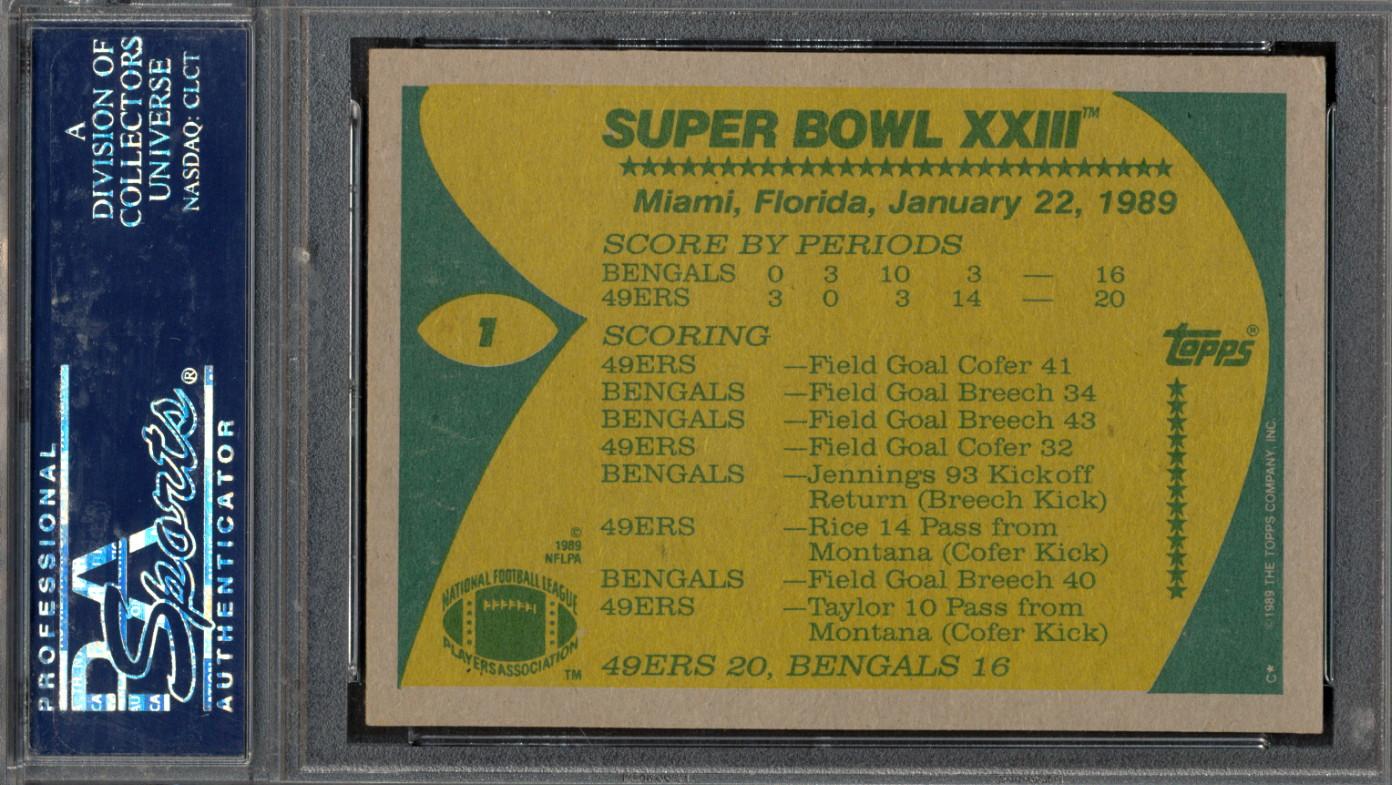 A
DIVISION OF
COLLECTORS
UNIVERSE
NASDAQ: CLCT
PROFESSIONAL
PSA
Sports®
AUTHENTICATOR
SUPER BOWL XXIII™
Miami, Florida, January 22, 1989
SCORE BY PERIODS
BENGALS 0 3 10 3 — 16
49ERS 3 0 3 14 — 20
1
SCORING
49ERS —Field Goal Cofer 41
BENGALS —Field Goal Breech 34
BENGALS —Field Goal Breech 43
49ERS —Field Goal Cofer 32
BENGALS —Jennings 93 Kickoff
Return (Breech Kick)
49ERS —Rice 14 Pass from
Montana (Cofer Kick)
BENGALS —Field Goal Breech 40
49ERS —Taylor 10 Pass from
Montana (Cofer Kick)
49ERS 20, BENGALS 16
topps®
©
1989
NFLPA
NATIONAL FOOTBALL LEAGUE
PLAYERS ASSOCIATION
TM
© 1989 THE TOPPS COMPANY, INC.
C*